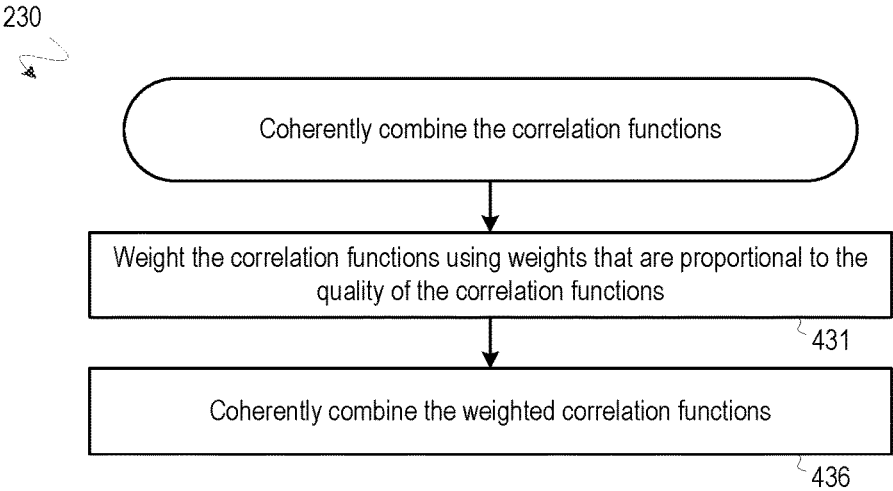 230
Coherently combine the correlation functions
Weight the correlation functions using weights that are proportional to the
quality of the correlation functions
431
Coherently combine the weighted correlation functions
436